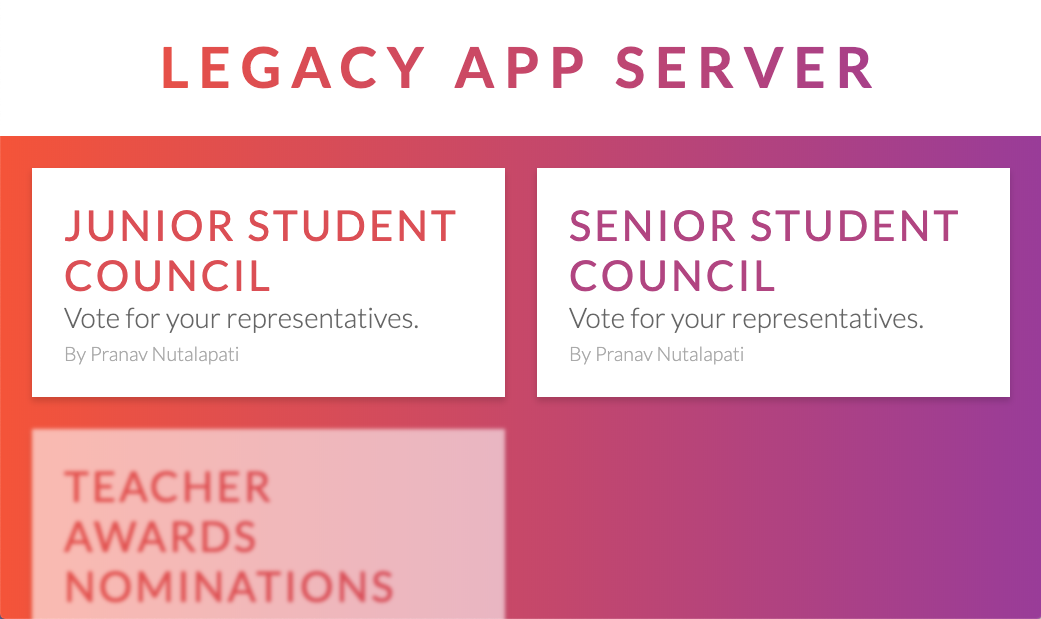 LEGACY APP SERVER
JUNIOR STUDENT
COUNCIL
Vote for your representatives.
By Pranav Nutalapati
SENIOR STUDENT
COUNCIL
Vote for your representatives.
By Pranav Nutalapati
TEACHER
AWARDS
NOMINATIONS